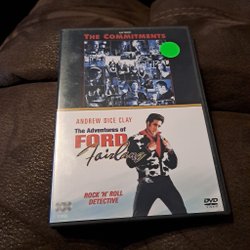 THE COMMITMENTS
ANDREW DICE CLAY
The Adventures of
FORD
Fairlane
ROCK 'N' ROLL
DETECTIVE
DVD